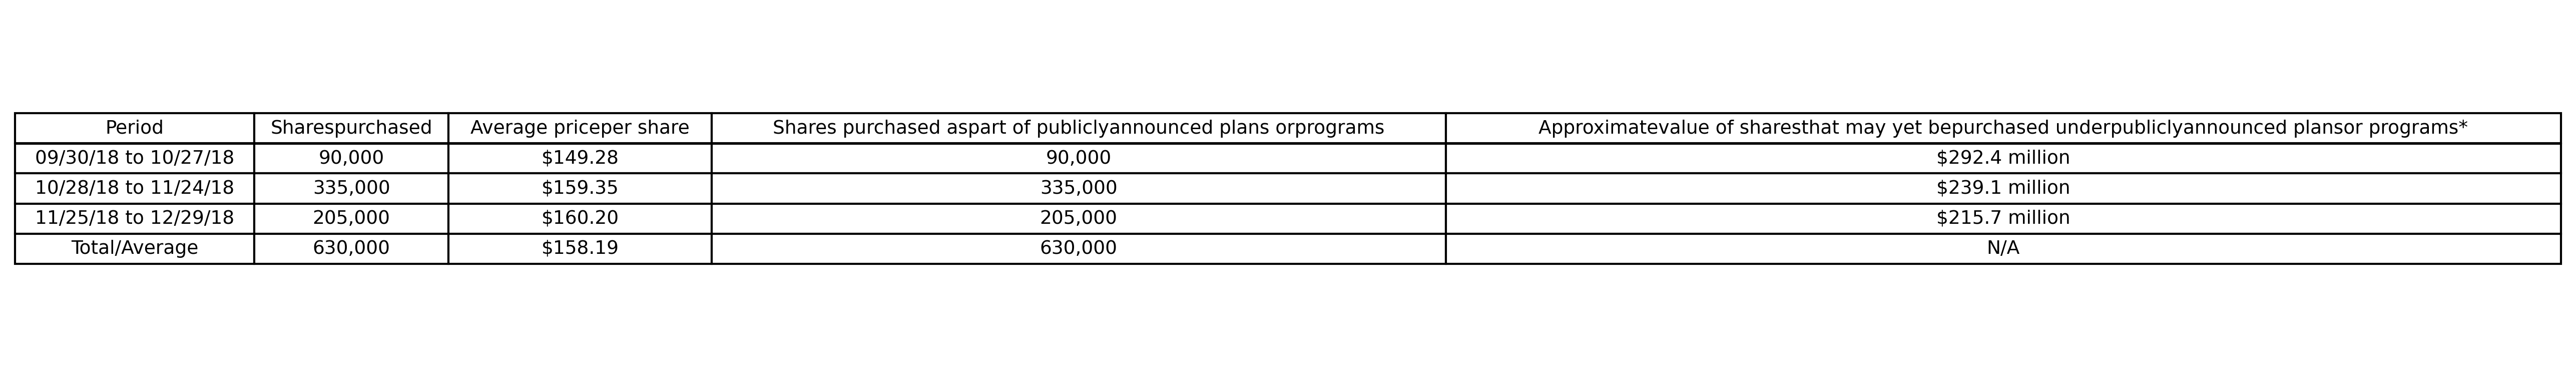 Period Sharespurchased Average priceper share Shares purchased aspart of publiclyannounced plans orprograms Approximatevalue of sharesthat may yet bepurchased underpubliclyannounced plansor programs*
09/30/18 to 10/27/18 90,000 $149.28 90,000 $292.4 million
10/28/18 to 11/24/18 335,000 $159.35 335,000 $239.1 million
11/25/18 to 12/29/18 205,000 $160.20 205,000 $215.7 million
Total/Average 630,000 $158.19 630,000 N/A